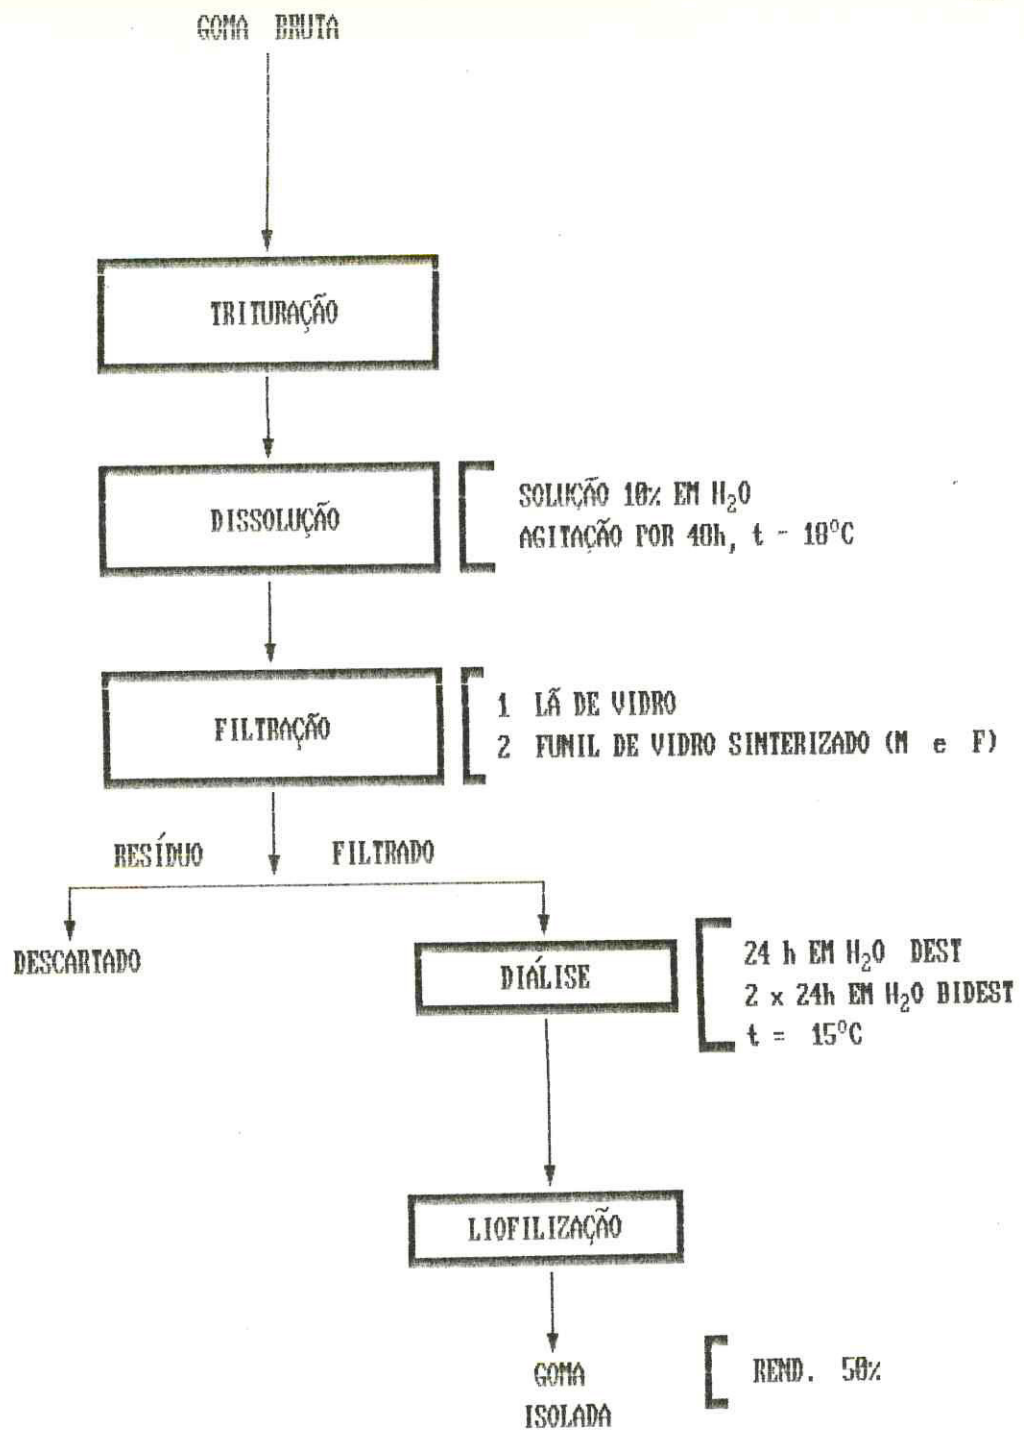 GOMA BRUTA
TRITURAÇÃO
DISSOLUÇÃO
SOLUÇÃO 10% EM H₂O
AGITAÇÃO POR 48h, t - 18°C
FILTRAÇÃO
1 LÃ DE VIDRO
2 FUNIL DE VIDRO SINTERIZADO (M e F)
RESÍDUO
FILTRADO
DESCARTADO
DIÁLISE
24 h EM H₂O DEST
2 x 24h EM H₂O BIDEST
t = 15°C
LIOFILIZAÇÃO
GOMA
ISOLADA
REND. 50%